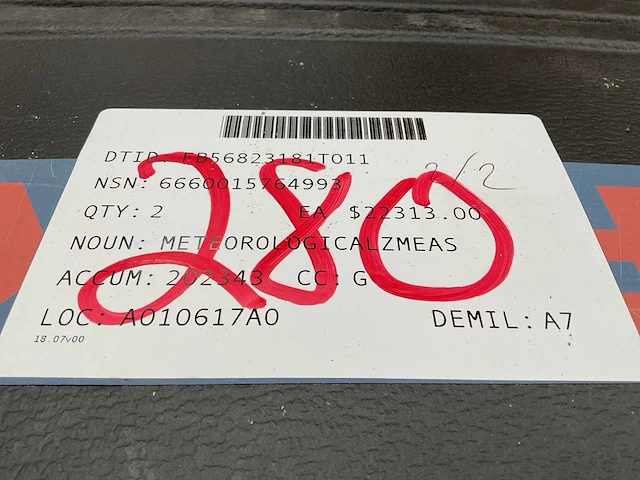 DTID: FB56823181T011
NSN: 6660015764993
2/2
QTY: 2 EA $22313.00
280
NOUN: METEOROLOGICALZMEAS
ACCUM: 202343 CC: G
LOC: A010617A0 DEMIL: A7
18.07v00